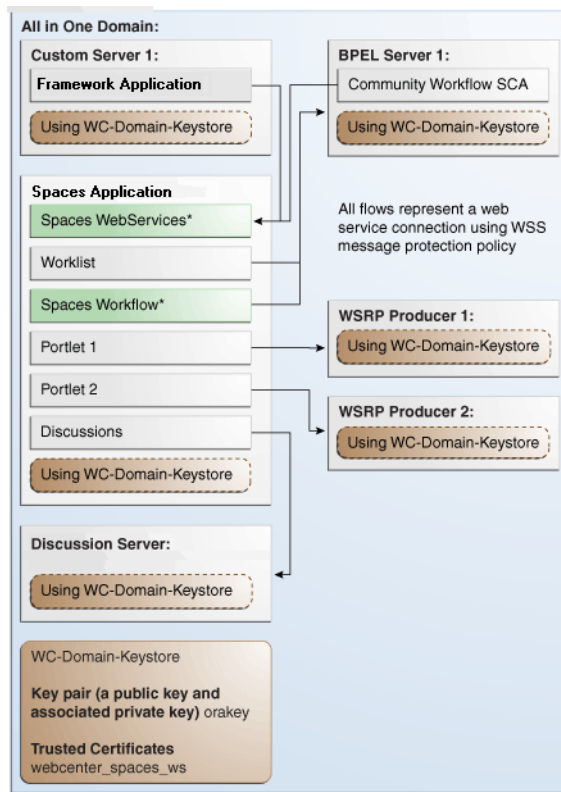 All in One Domain:
Custom Server 1:
Framework Application
Using WC-Domain-Keystore
BPEL Server 1:
Community Workflow SCA
Using WC-Domain-Keystore
Spaces Application
Spaces WebServices*
Worklist
Spaces Workflow*
Portlet 1
Portlet 2
Discussions
Using WC-Domain-Keystore
All flows represent a web
service connection using WSS
message protection policy
WSRP Producer 1:
Using WC-Domain-Keystore
WSRP Producer 2:
Using WC-Domain-Keystore
Discussion Server:
Using WC-Domain-Keystore
WC-Domain-Keystore
Key pair (a public key and
associated private key) orakey
Trusted Certificates
webcenter_spaces_ws